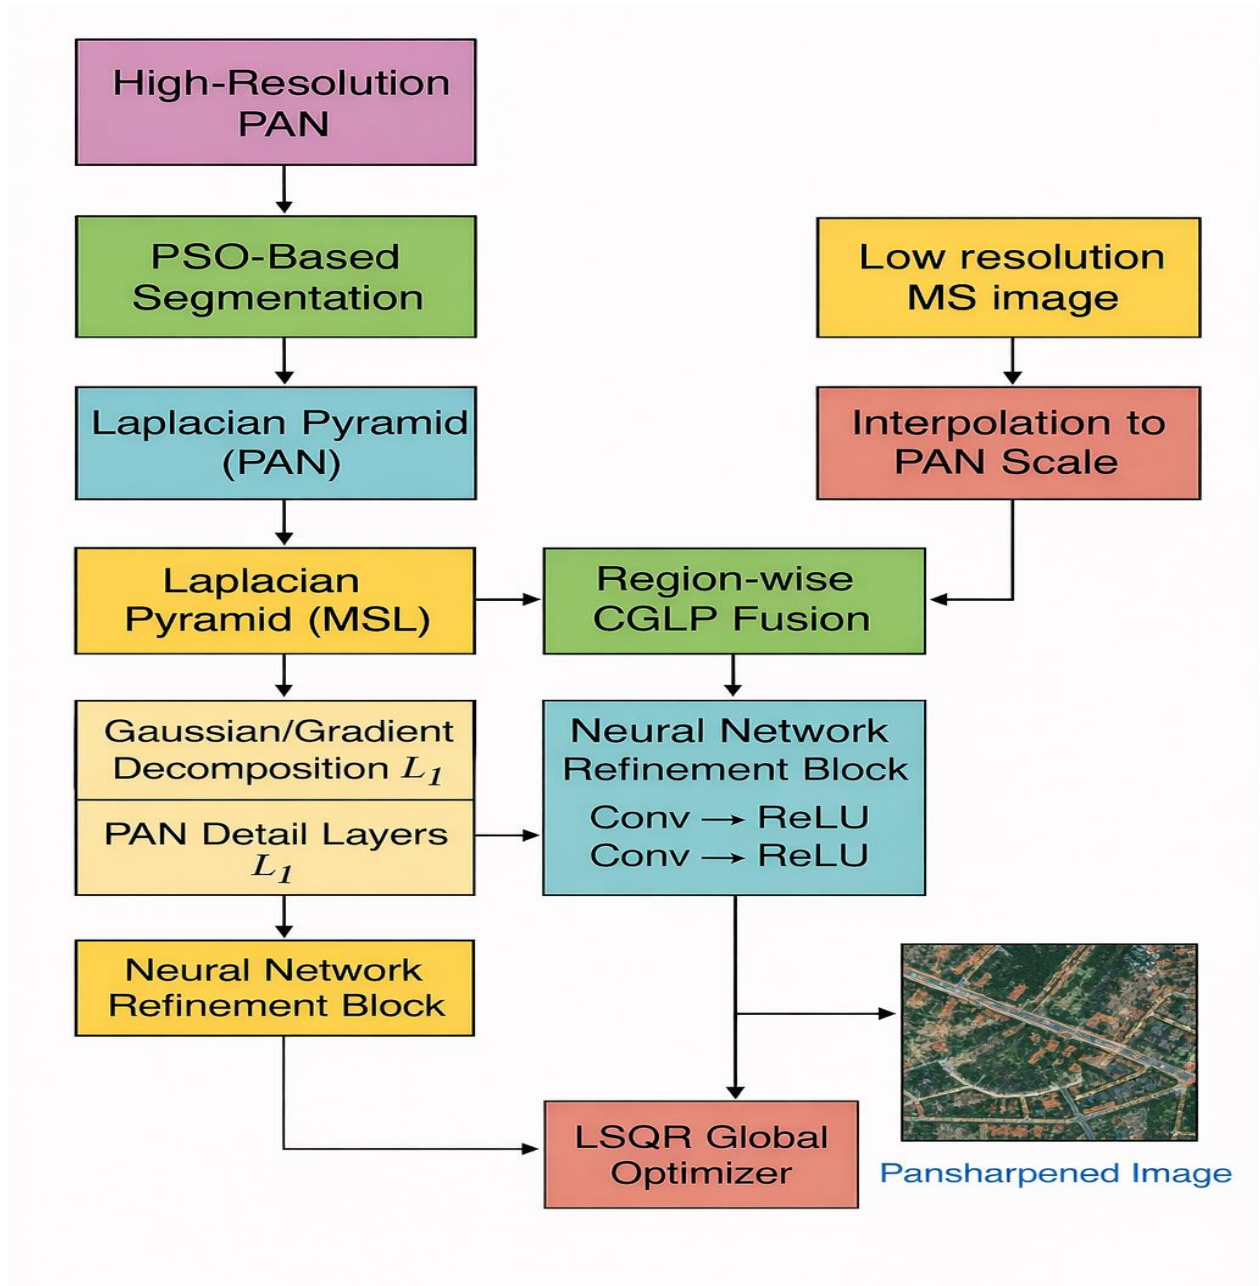 High-Resolution
PAN
PSO-Based
Segmentation
Low resolution
MS image
Laplacian Pyramid
(PAN)
Interpolation to
PAN Scale
Laplacian
Pyramid (MSL)
Region-wise
CGLP Fusion
Gaussian/Gradient
Decomposition L₁
PAN Detail Layers
L₁
Neural Network
Refinement Block
Conv → ReLU
Conv → ReLU
Neural Network
Refinement Block
LSQR Global
Optimizer
Pansharpened Image